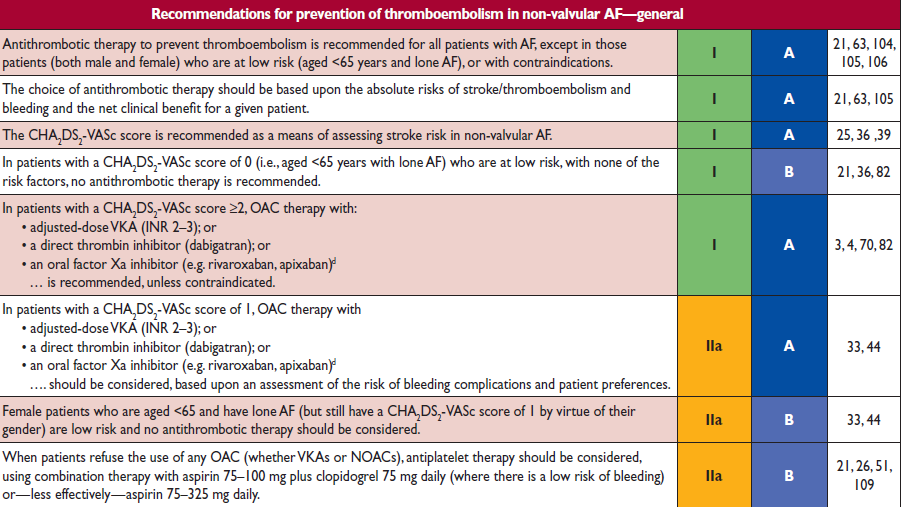 Recommendations for prevention of thromboembolism in non-valvular AF—general
Antithrombotic therapy to prevent thromboembolism is recommended for all patients with AF, except in those
patients (both male and female) who are at low risk (aged <65 years and lone AF), or with contraindications.
I
A
21, 63, 104,
105, 106
The choice of antithrombotic therapy should be based upon the absolute risks of stroke/thromboembolism and
bleeding and the net clinical benefit for a given patient.
I
A
21, 63, 105
The CHA2DS2-VASc score is recommended as a means of assessing stroke risk in non-valvular AF.
I
A
25, 36 ,39
In patients with a CHA2DS2-VASc score of 0 (i.e., aged <65 years with lone AF) who are at low risk, with none of the
risk factors, no antithrombotic therapy is recommended.
I
B
21, 36, 82
In patients with a CHA2DS2-VASc score ≥2, OAC therapy with:
• adjusted-dose VKA (INR 2–3); or
• a direct thrombin inhibitor (dabigatran); or
• an oral factor Xa inhibitor (e.g. rivaroxaban, apixaban)d
… is recommended, unless contraindicated.
I
A
3, 4, 70, 82
In patients with a CHA2DS2-VASc score of 1, OAC therapy with
• adjusted-dose VKA (INR 2–3); or
• a direct thrombin inhibitor (dabigatran); or
• an oral factor Xa inhibitor (e.g. rivaroxaban, apixaban)d
…. should be considered, based upon an assessment of the risk of bleeding complications and patient preferences.
IIa
A
33, 44
Female patients who are aged <65 and have lone AF (but still have a CHA2DS2-VASc score of 1 by virtue of their
gender) are low risk and no antithrombotic therapy should be considered.
IIa
B
33, 44
When patients refuse the use of any OAC (whether VKAs or NOACs), antiplatelet therapy should be considered,
using combination therapy with aspirin 75–100 mg plus clopidogrel 75 mg daily (where there is a low risk of bleeding)
or—less effectively—aspirin 75–325 mg daily.
IIa
B
21, 26, 51,
109